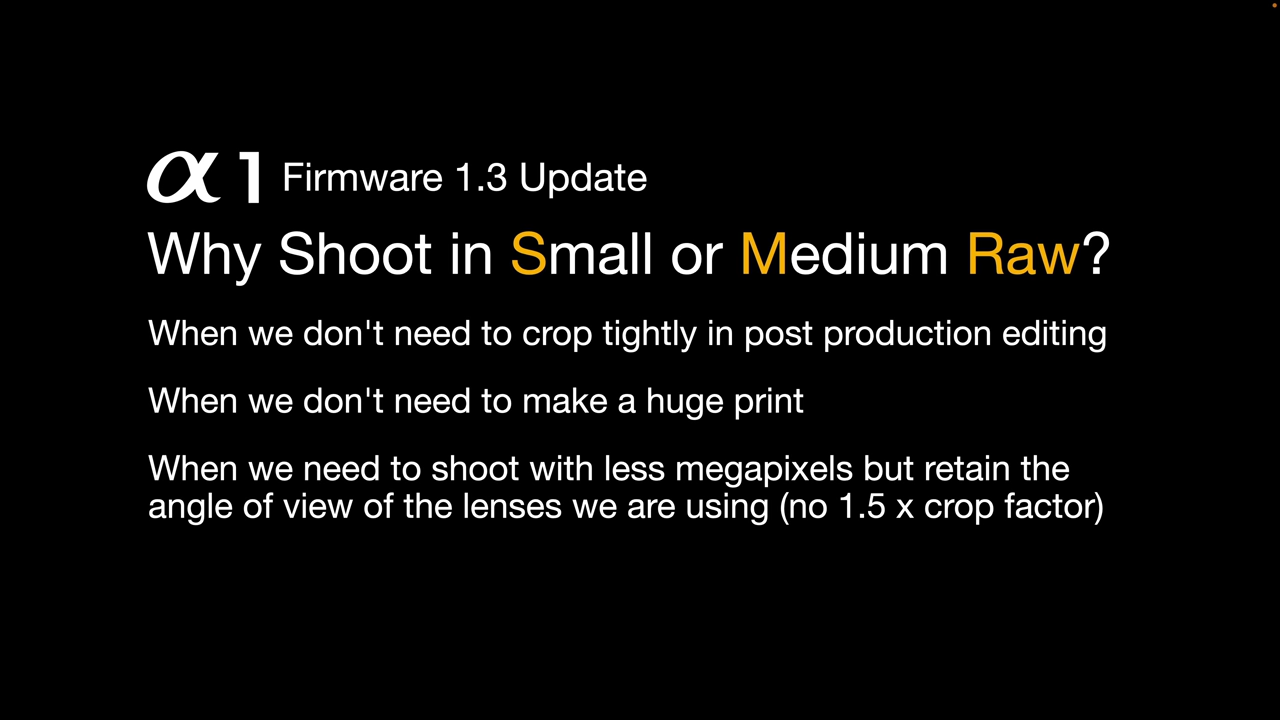 α 1 Firmware 1.3 Update
Why Shoot in Small or Medium Raw?
When we don't need to crop tightly in post production editing
When we don't need to make a huge print
When we need to shoot with less megapixels but retain the
angle of view of the lenses we are using (no 1.5 x crop factor)